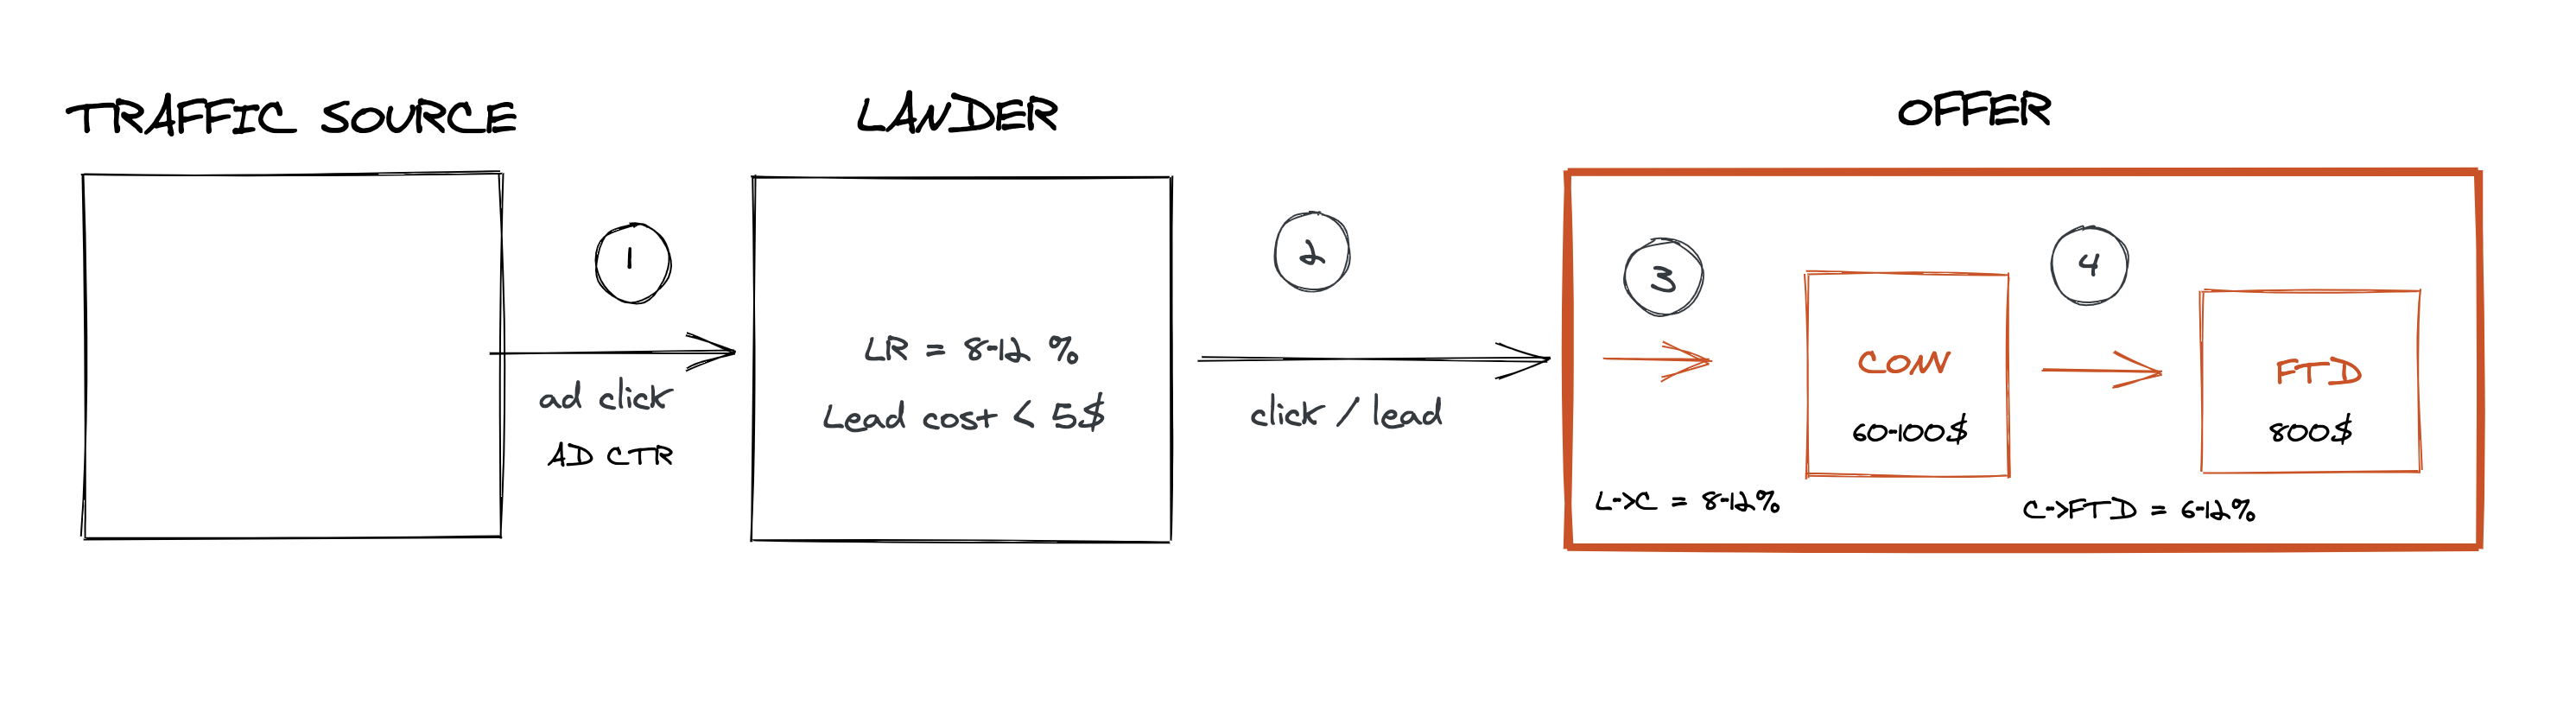 TRAFFIC SOURCE
1
ad click
AD CTR
LANDER
LR = 8-12 %
Lead cost < 5$
2
click / lead
OFFER
3
L->C = 8-12%
CONV
60-100$
4
C->FTD = 6-12%
FTD
800$